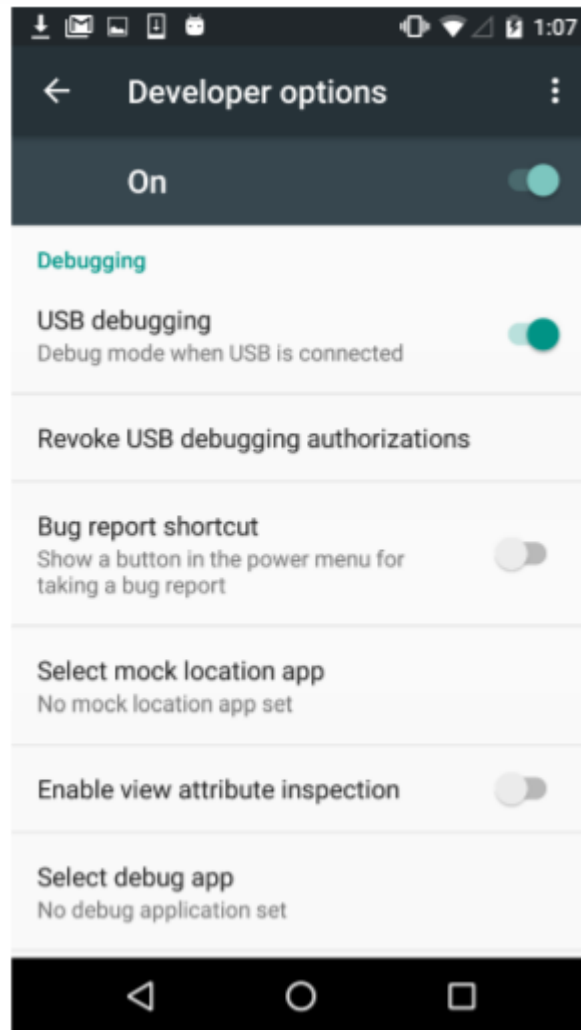 1:07
Developer options
On
Debugging
USB debugging
Debug mode when USB is connected
Revoke USB debugging authorizations
Bug report shortcut
Show a button in the power menu for
taking a bug report
Select mock location app
No mock location app set
Enable view attribute inspection
Select debug app
No debug application set